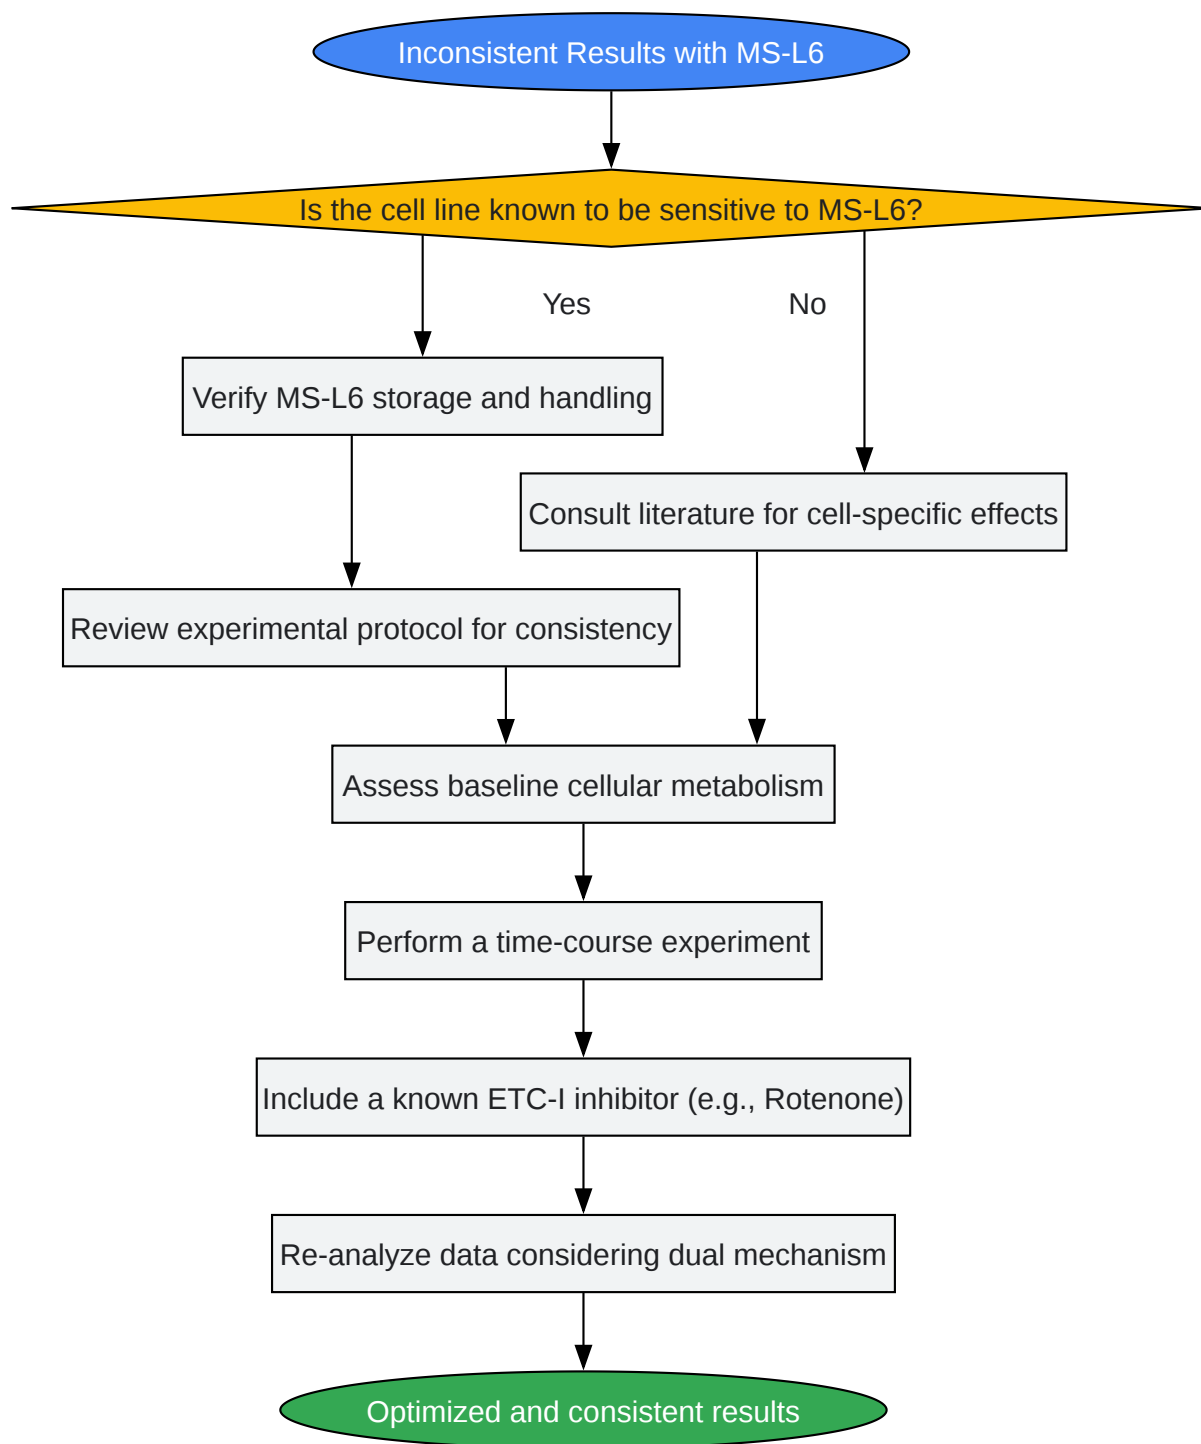 Inconsistent Results with MS-L6
Is the cell line known to be sensitive to MS-L6?
Yes
No
Verify MS-L6 storage and handling
Consult literature for cell-specific effects
Review experimental protocol for consistency
Assess baseline cellular metabolism
Perform a time-course experiment
Include a known ETC-I inhibitor (e.g., Rotenone)
Re-analyze data considering dual mechanism
Optimized and consistent results